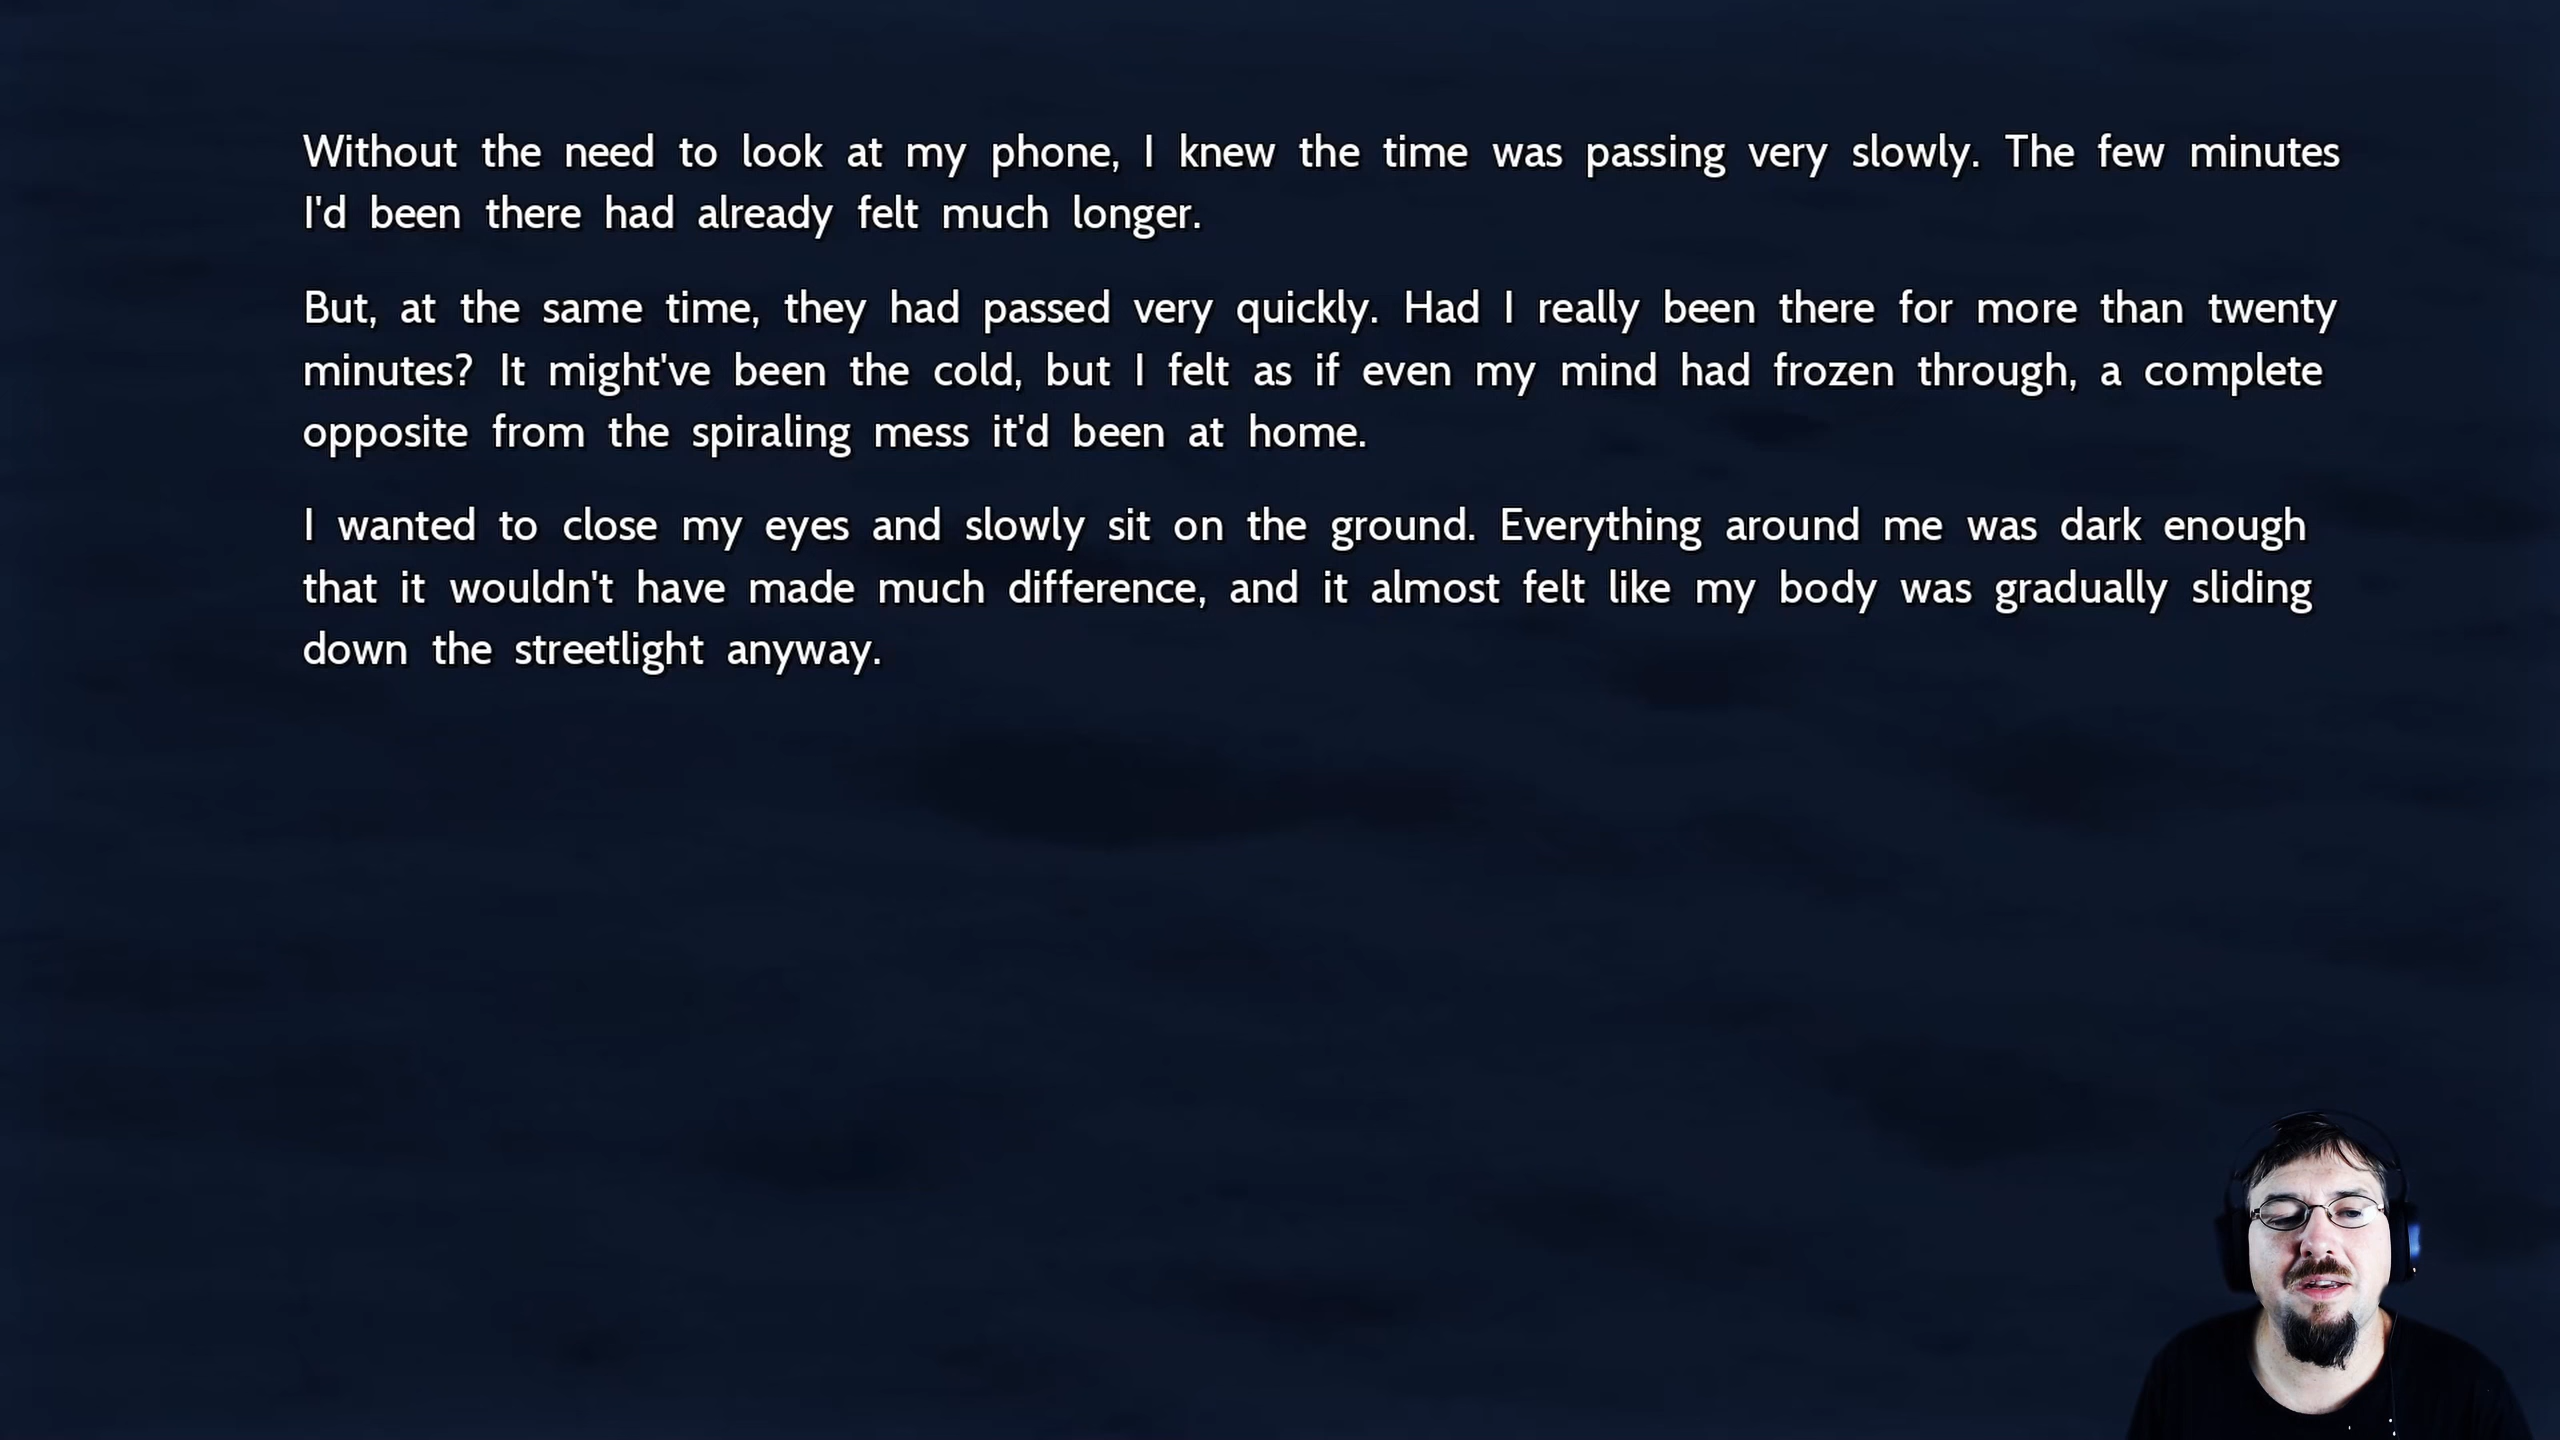 Without the need to look at my phone, I knew the time was passing very slowly. The few minutes
I'd been there had already felt much longer.
But, at the same time, they had passed very quickly. Had I really been there for more than twenty
minutes? It might've been the cold, but I felt as if even my mind had frozen through, a complete
opposite from the spiraling mess it'd been at home.
I wanted to close my eyes and slowly sit on the ground. Everything around me was dark enough
that it wouldn't have made much difference, and it almost felt like my body was gradually sliding
down the streetlight anyway.